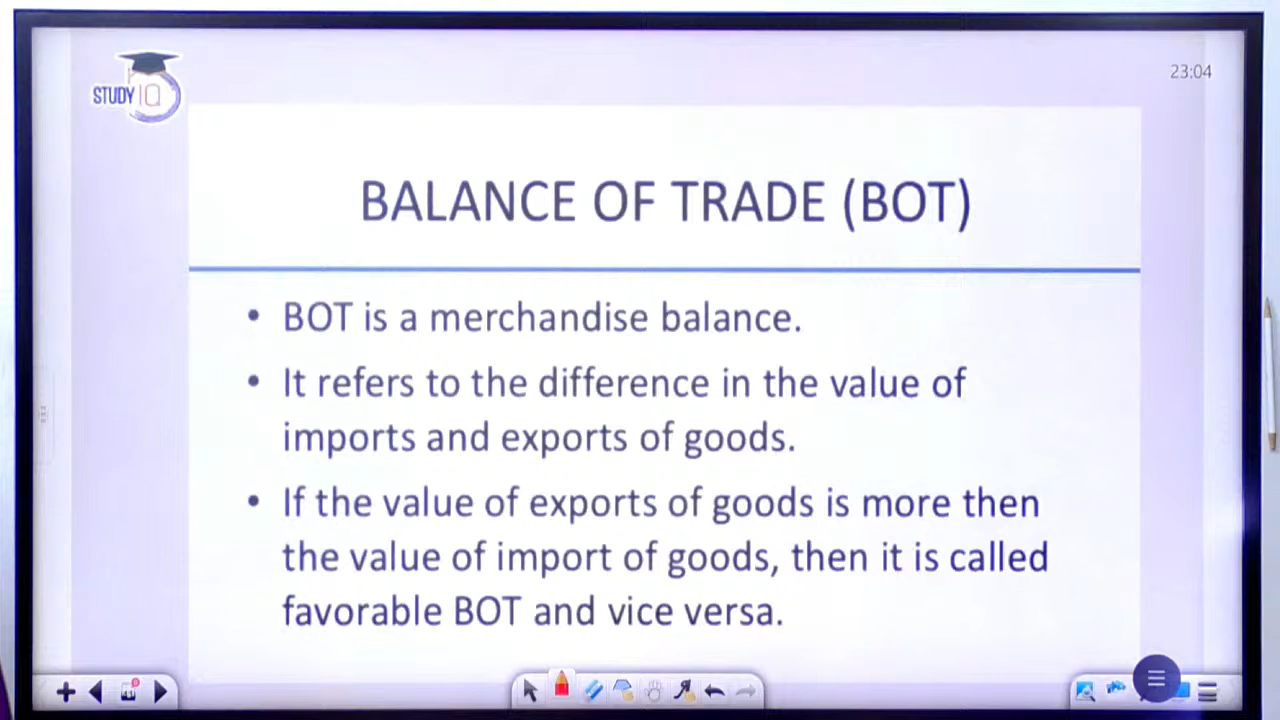 STUDY IQ
23:04
BALANCE OF TRADE (BOT)
• BOT is a merchandise balance.
• It refers to the difference in the value of
imports and exports of goods.
• If the value of exports of goods is more then
the value of import of goods, then it is called
favorable BOT and vice versa.